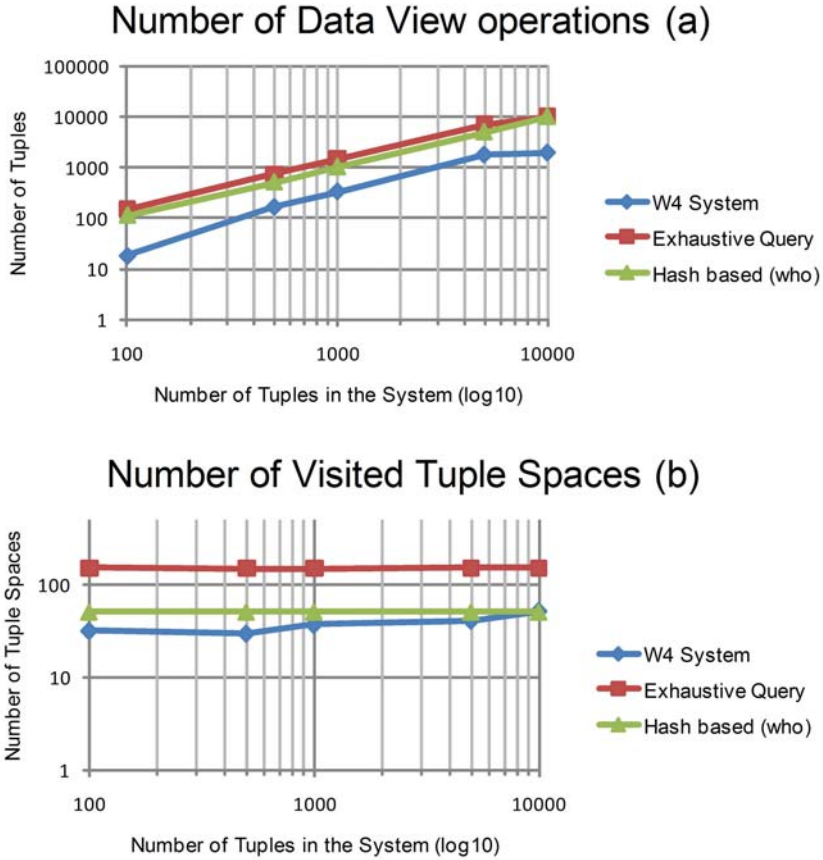 Number of Data View operations (a)
100000
10000
1000
100
10
1
Number of Tuples
100
1000
10000
Number of Tuples in the System (log10)
W4 System
Exhaustive Query
Hash based (who)
Number of Visited Tuple Spaces (b)
100
10
1
Number of Tuple Spaces
100
1000
10000
Number of Tuples in the System (log10)
W4 System
Exhaustive Query
Hash based (who)